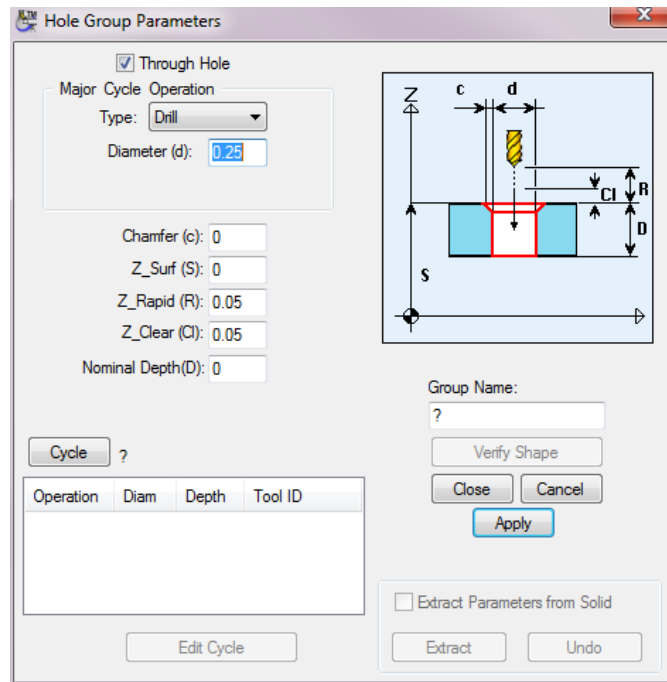 Hole Group Parameters
X
Through Hole
Major Cycle Operation
Type: Drill
Diameter (d): 0.25
Chamfer (c): 0
Z_Surf (S): 0
Z_Rapid (R): 0.05
Z_Clear (Cl): 0.05
Nominal Depth(D): 0
Z c d
Cl R
D
S
Group Name:
?
Verify Shape
Close Cancel
Apply
Cycle ?
Operation Diam Depth Tool ID
Edit Cycle
Extract Parameters from Solid
Extract Undo